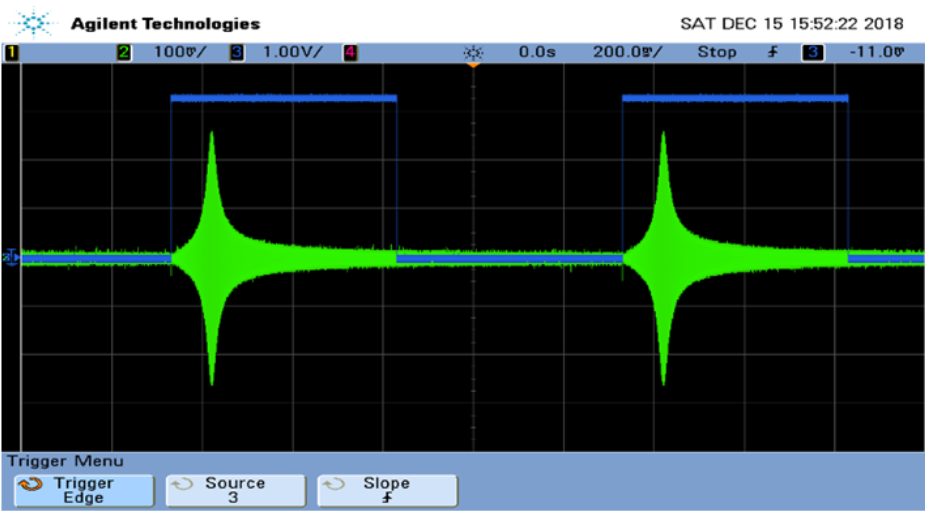 Agilent Technologies SAT DEC 15 15:52:22 2018
1 2 100mV/ 3 1.00V/ 4 0.0s 200.0ms/ Stop 3 -11.0mV
Trigger Menu
Trigger Source Slope
Edge 3